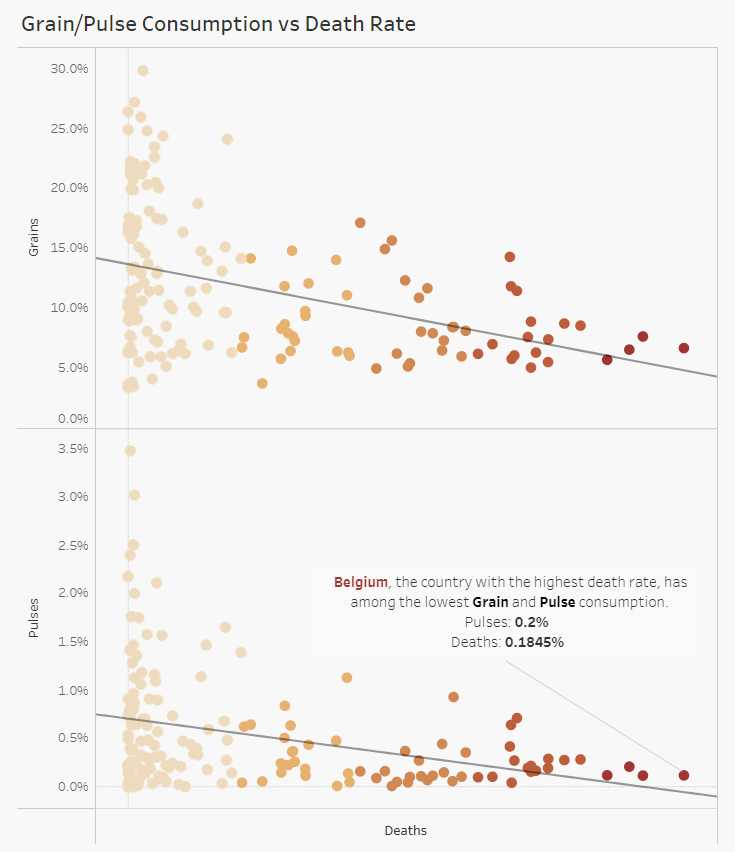 Grain/Pulse Consumption vs Death Rate
30.0%
25.0%
20.0%
15.0%
10.0%
5.0%
0.0%
Grains
3.5%
3.0%
2.5%
2.0%
1.5%
1.0%
0.5%
0.0%
Pulses
Belgium, the country with the highest death rate, has
among the lowest Grain and Pulse consumption.
Pulses: 0.2%
Deaths: 0.1845%
Deaths